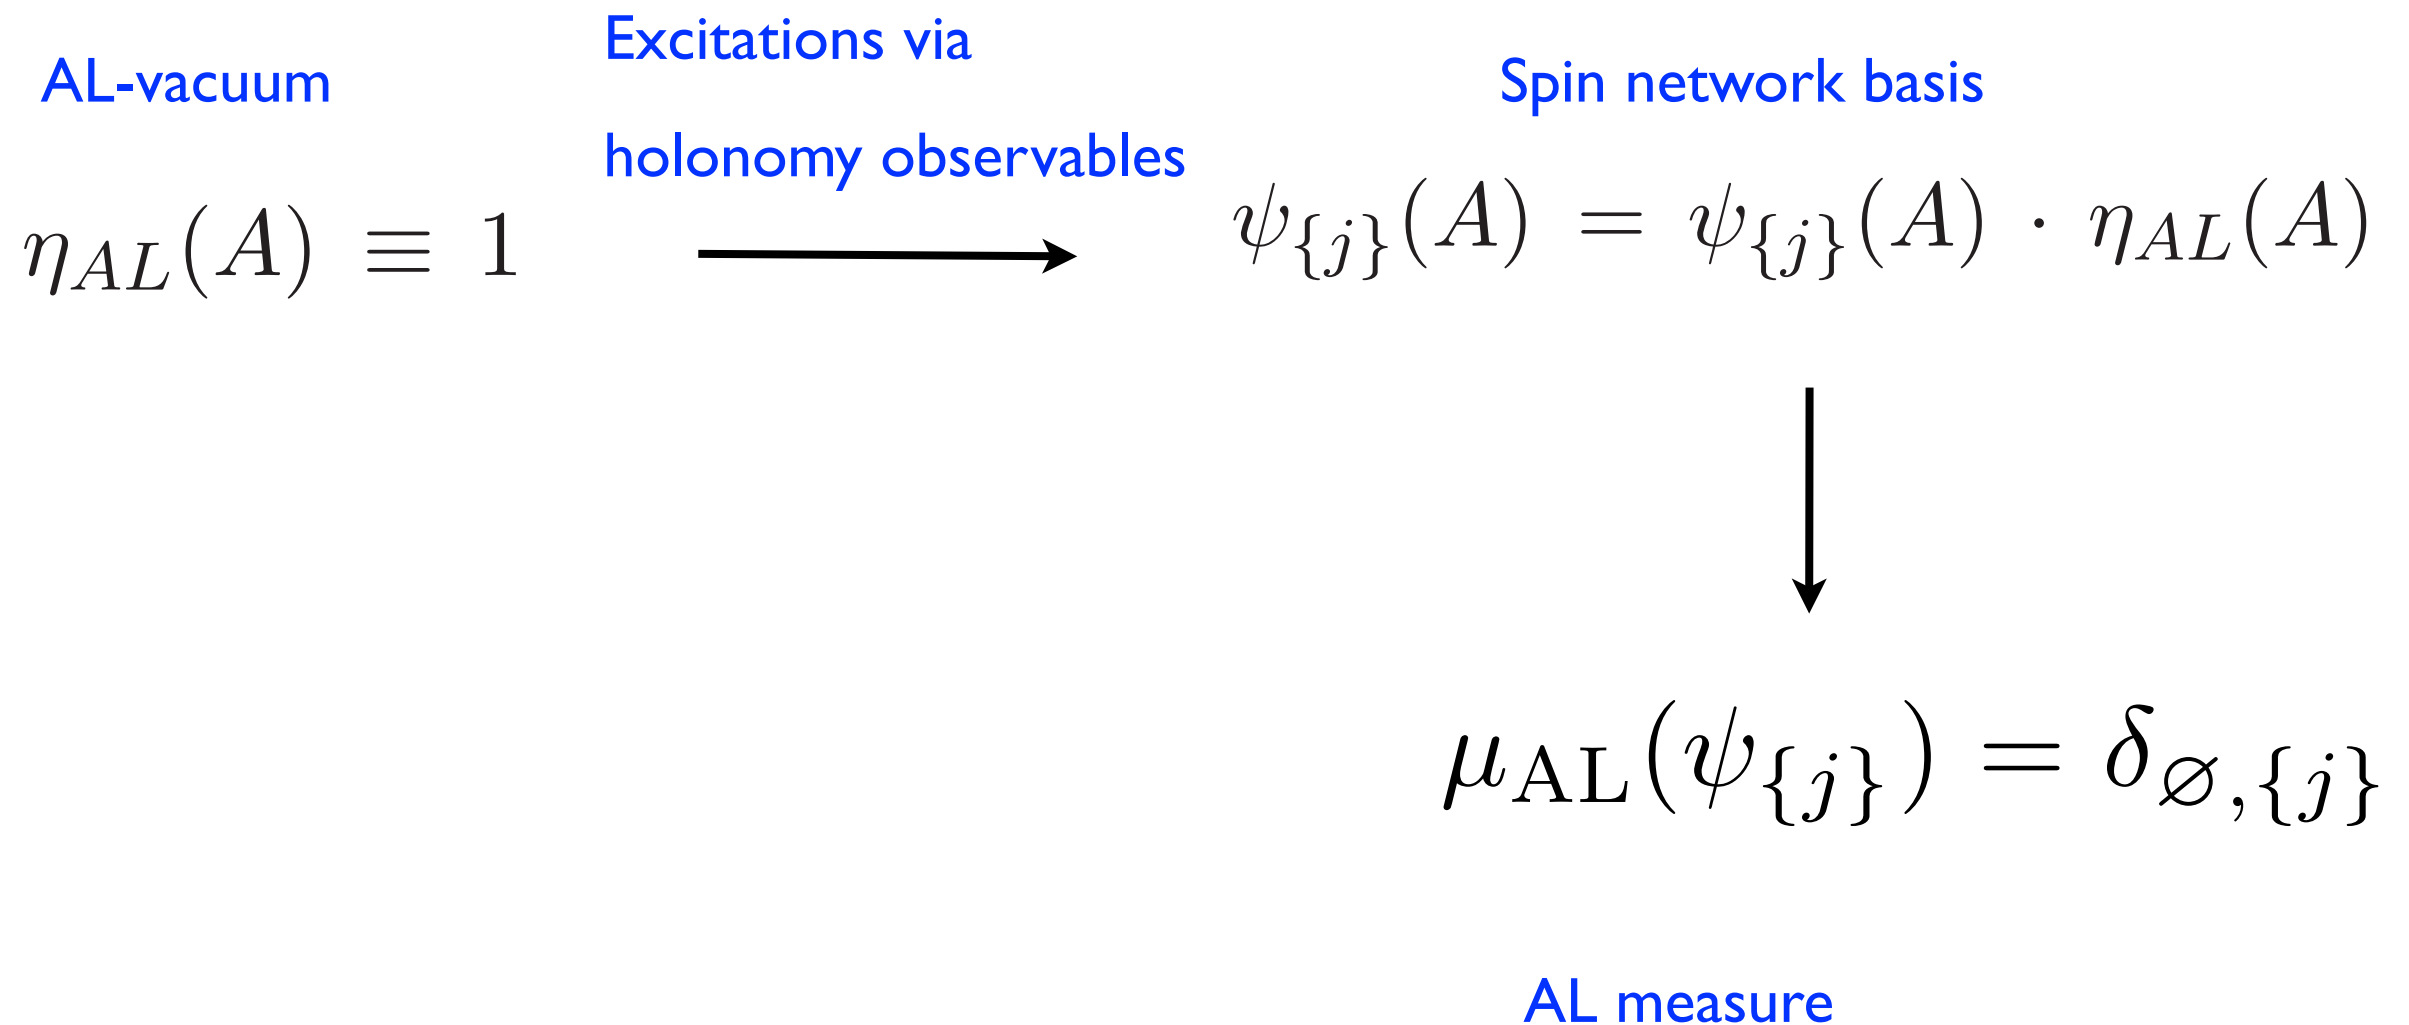 AL-vacuum
Excitations via
holonomy observables
Spin network basis
η_{AL}(A) ≡ 1
ψ_{\{j\}}(A) = ψ_{\{j\}}(A) · η_{AL}(A)
μ_{AL}(ψ_{\{j\}}) = δ_{∅,\{j\}}
AL measure